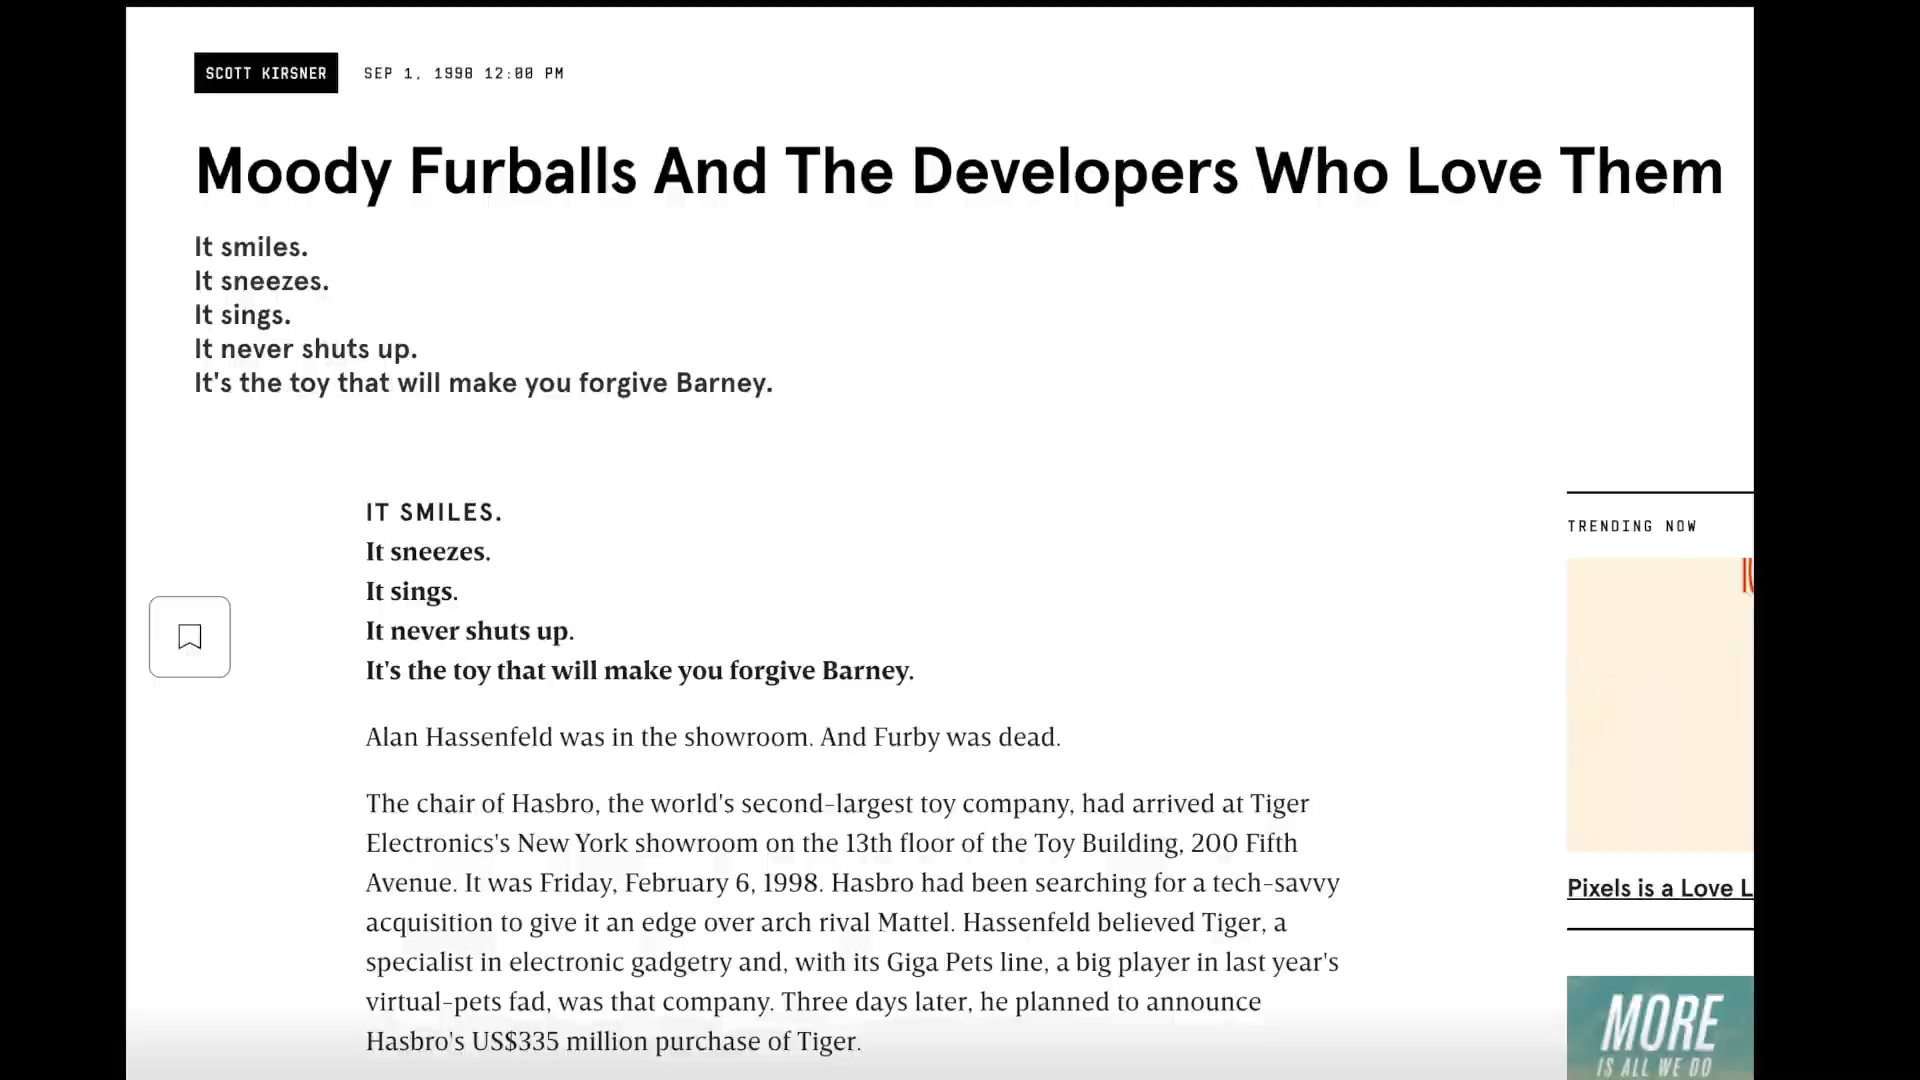 SCOTT KIRSNER
SEP 1, 1998 12:00 PM
Moody Furballs And The Developers Who Love Them
It smiles.
It sneezes.
It sings.
It never shuts up.
It's the toy that will make you forgive Barney.
IT SMILES.
It sneezes.
It sings.
It never shuts up.
It's the toy that will make you forgive Barney.
Alan Hassenfeld was in the showroom. And Furby was dead.
The chair of Hasbro, the world's second-largest toy company, had arrived at Tiger
Electronics's New York showroom on the 13th floor of the Toy Building, 200 Fifth
Avenue. It was Friday, February 6, 1998. Hasbro had been searching for a tech-savvy
acquisition to give it an edge over arch rival Mattel. Hassenfeld believed Tiger, a
specialist in electronic gadgetry and, with its Giga Pets line, a big player in last year's
virtual-pets fad, was that company. Three days later, he planned to announce
Hasbro's US$335 million purchase of Tiger.
TRENDING NOW
Pixels is a Love L
MORE
IS ALL WE DO